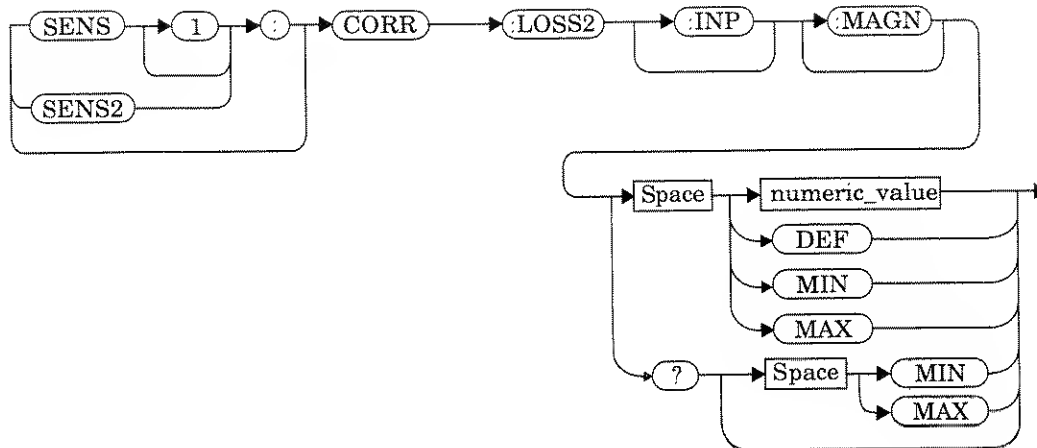 SENS 1 : CORR :LOSS2 :INP :MAGN
SENS2
Space numeric_value
DEF
MIN
MAX
? Space MIN
MAX